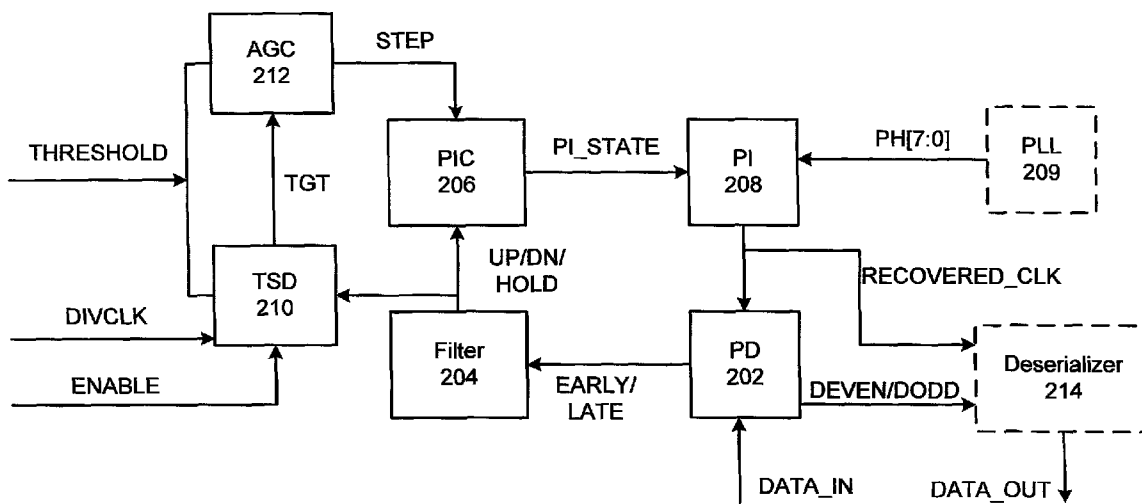 AGC
212
STEP
THRESHOLD
TGT
PIC
206
PI_STATE
PI
208
PH[7:0]
PLL
209
UP/DN/
HOLD
RECOVERED_CLK
TSD
210
DIVCLK
ENABLE
Filter
204
EARLY/
LATE
PD
202
DEVEN/DODD
Deserializer
214
DATA_IN
DATA_OUT